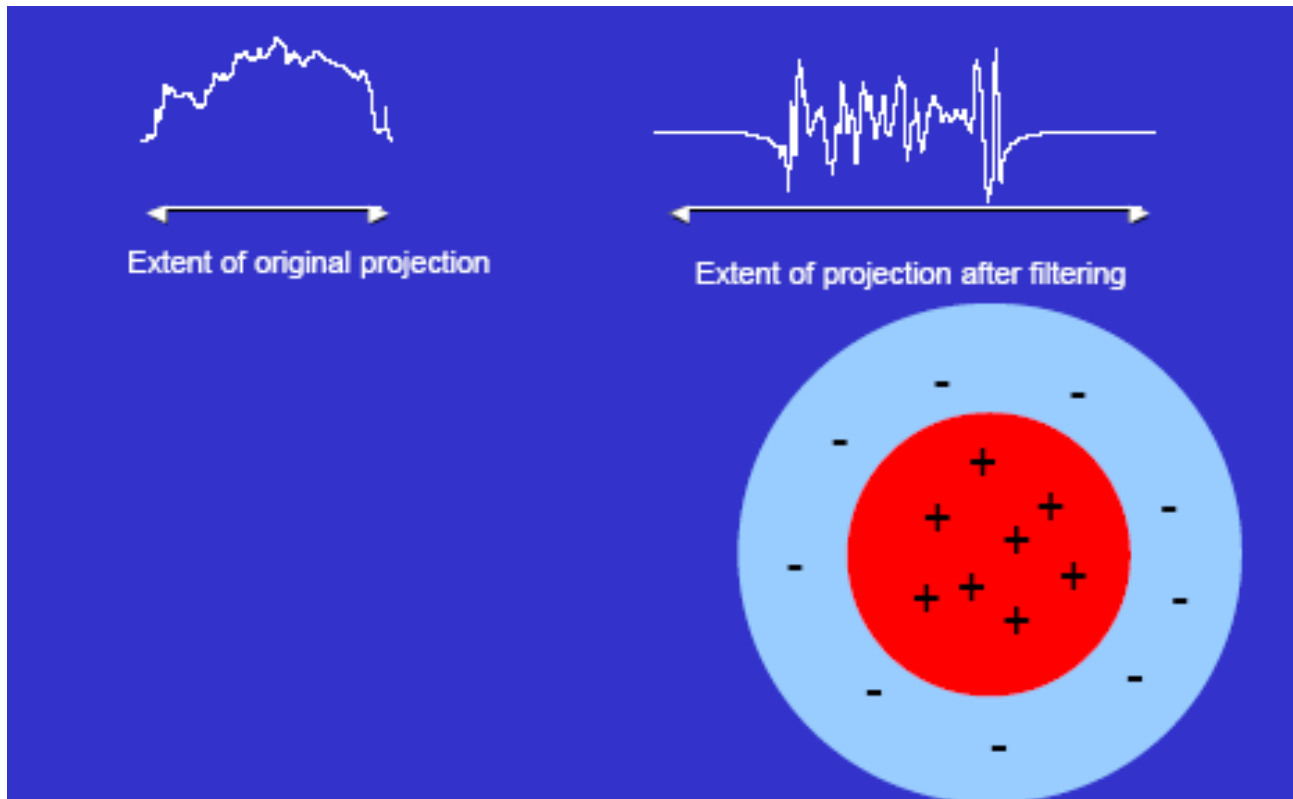 Extent of original projection
Extent of projection after filtering
- -
-
+
+ + -
+
- + + + -
+
- -
-